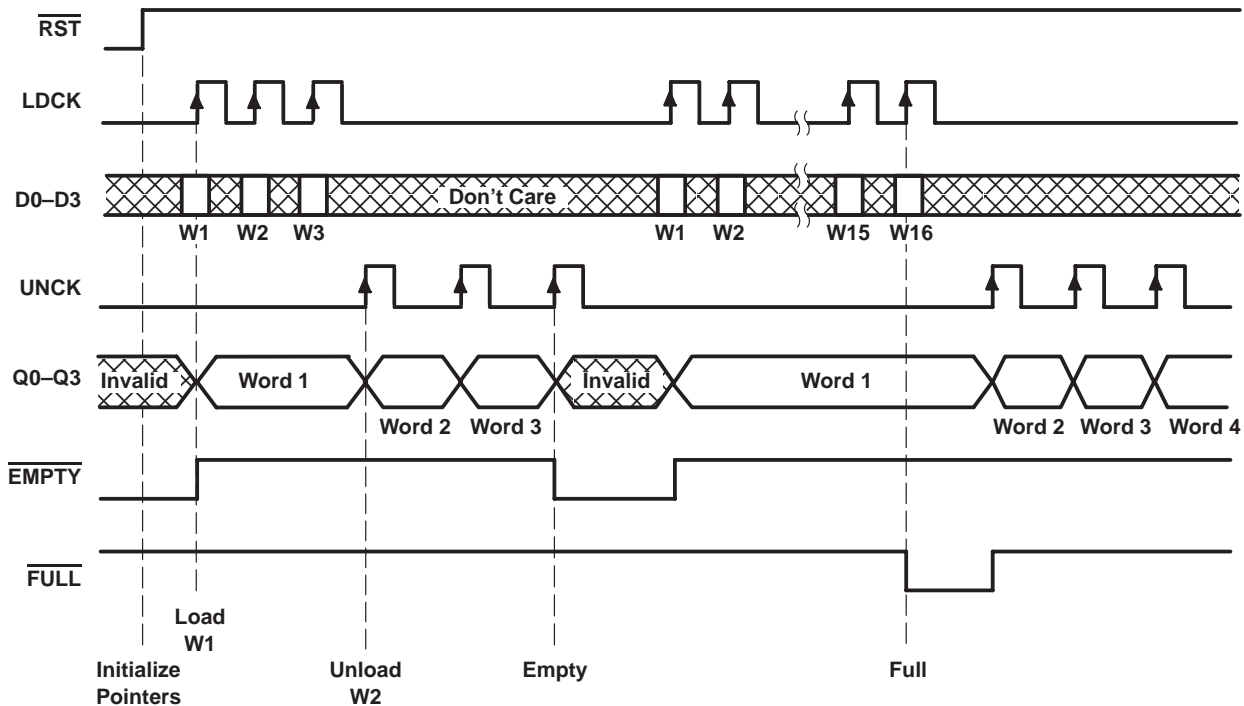 RST
LDCK
D0–D3
Don't Care
W1 W2 W3 W1 W2 W15 W16
UNCK
Q0–Q3
Invalid Word 1 Invalid Word 1
Word 2 Word 3 Word 2 Word 3 Word 4
EMPTY
FULL
Load
W1
Initialize
Pointers
Unload
W2
Empty
Full